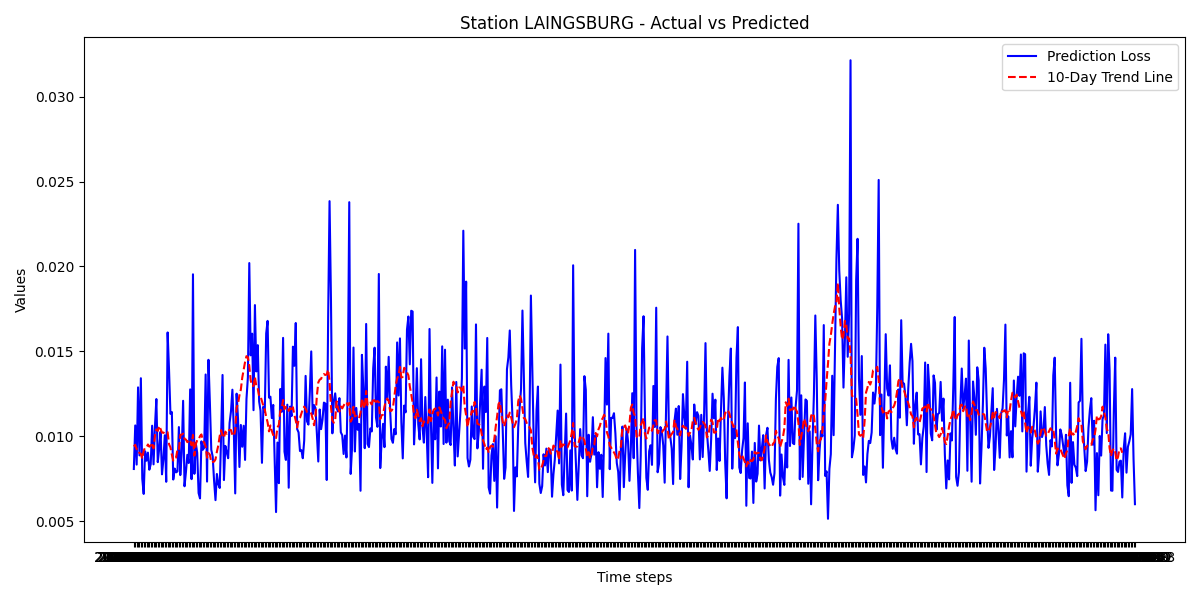 Station LAINGSBURG - Actual vs Predicted
Prediction Loss
10-Day Trend Line
Values
0.030
0.025
0.020
0.015
0.010
0.005
Time steps